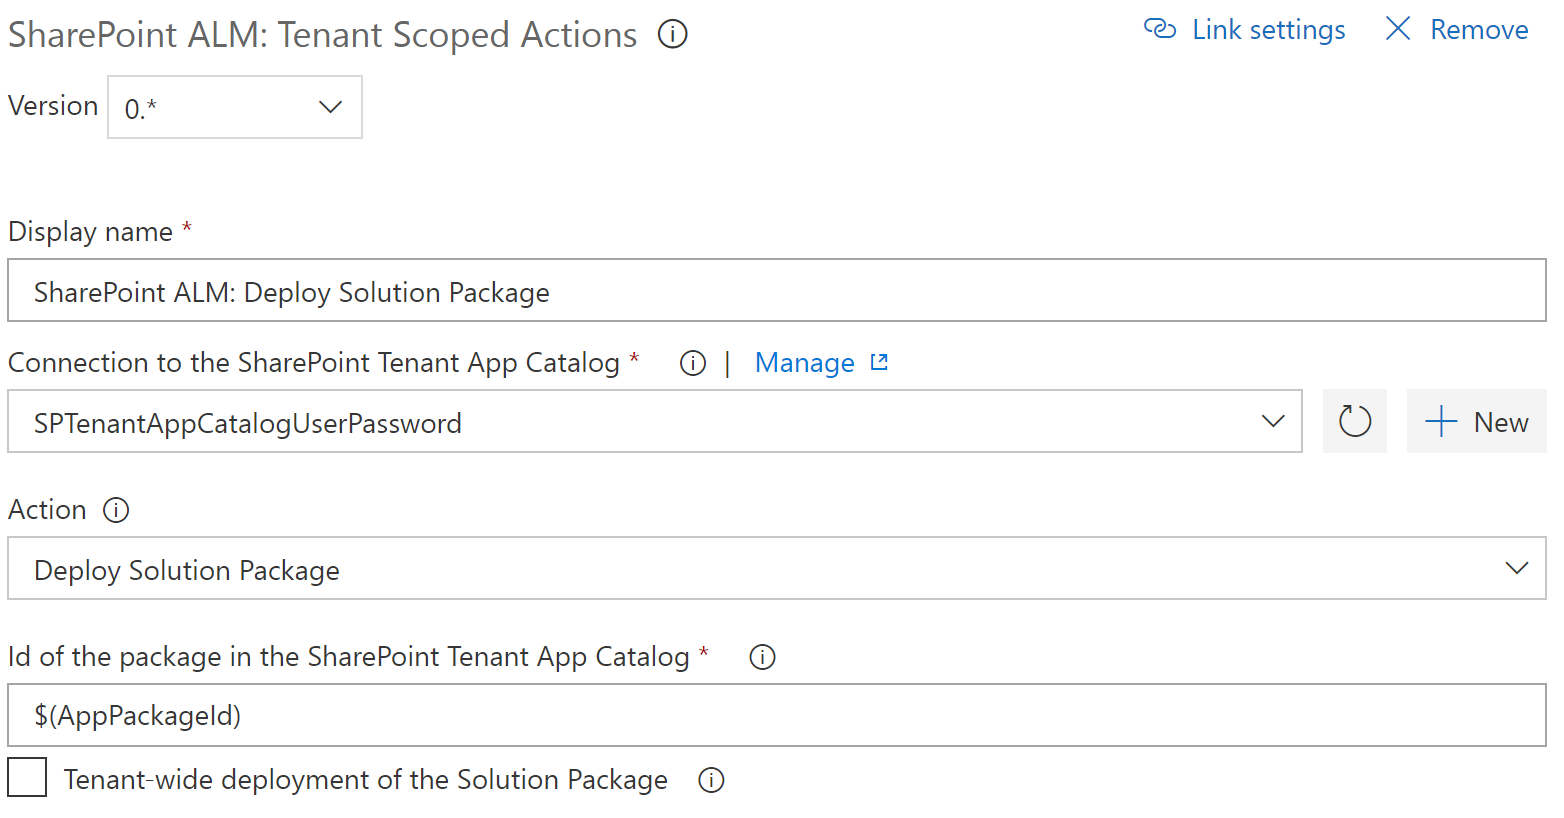 SharePoint ALM: Tenant Scoped Actions
Link settings
Remove
Version
0.*
Display name *
SharePoint ALM: Deploy Solution Package
Connection to the SharePoint Tenant App Catalog * | Manage
SPTenantAppCatalogUserPassword
New
Action
Deploy Solution Package
Id of the package in the SharePoint Tenant App Catalog *
$(AppPackageId)
Tenant-wide deployment of the Solution Package